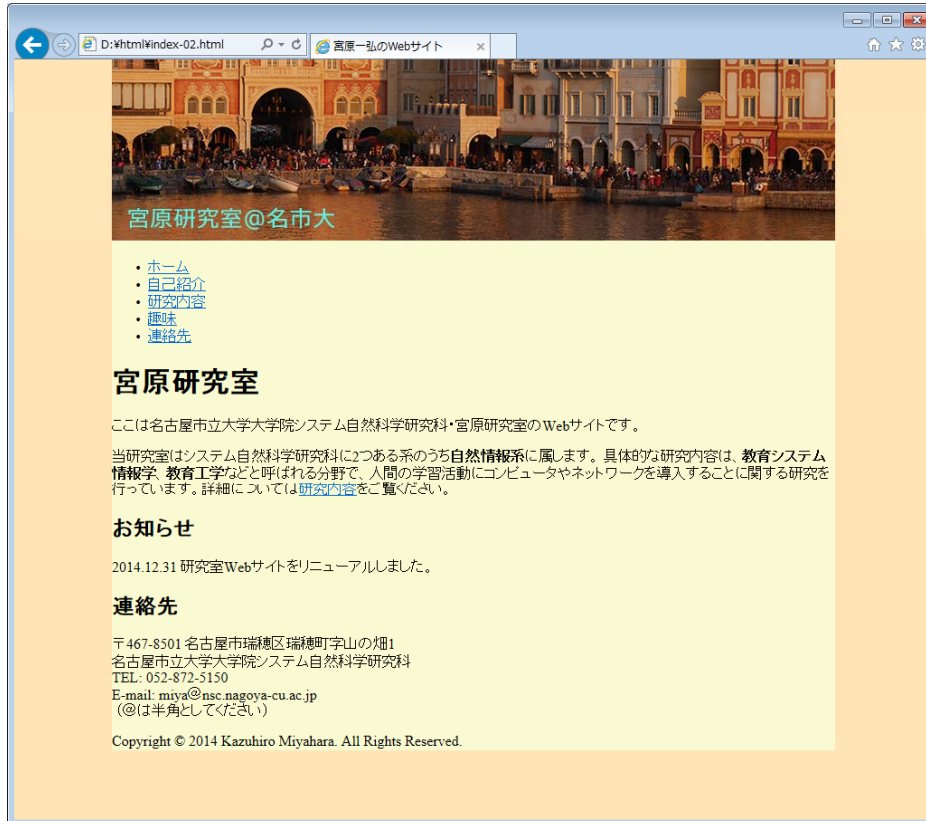 D:¥html¥index-02.html
宮原一弘のWebサイト
宮原研究室@名市大
・ホーム
・自己紹介
・研究内容
・趣味
・連絡先
宮原研究室
ここは名古屋市立大学大学院システム自然科学研究科・宮原研究室のWebサイトです。
当研究室はシステム自然科学研究科に2つある系のうち自然情報系に属します。具体的な研究内容は、教育システム
情報学、教育工学などと呼ばれる分野で、人間の学習活動にコンピュータやネットワークを導入することに関する研究を
行っています。詳細については研究内容をご覧ください。
お知らせ
2014.12.31 研究室Webサイトをリニューアルしました。
連絡先
〒467-8501 名古屋市瑞穂区瑞穂町字山の畑1
名古屋市立大学大学院システム自然科学研究科
TEL: 052-872-5150
E-mail: miya＠nsc.nagoya-cu.ac.jp
（＠は半角としてください）
Copyright © 2014 Kazuhiro Miyahara. All Rights Reserved.